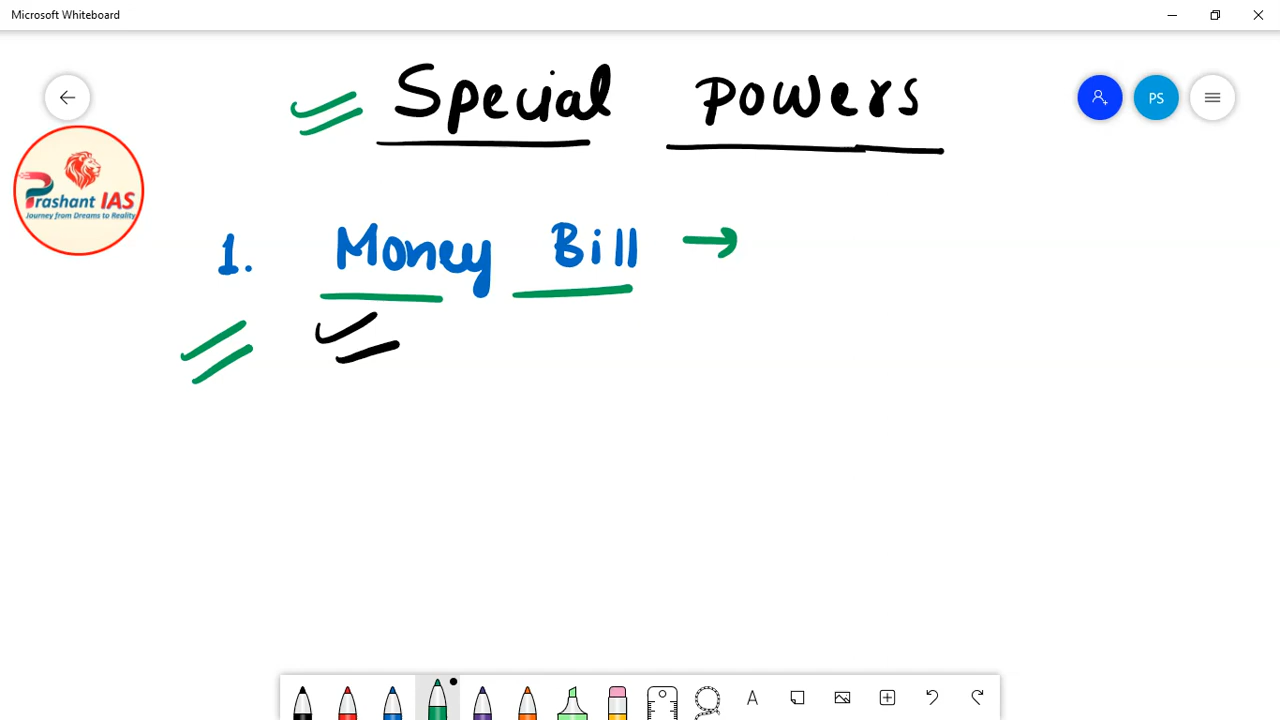 Microsoft Whiteboard
Special Powers
PS
Prashant IAS
Journey from Dreams to Reality
1. Money Bill →
A